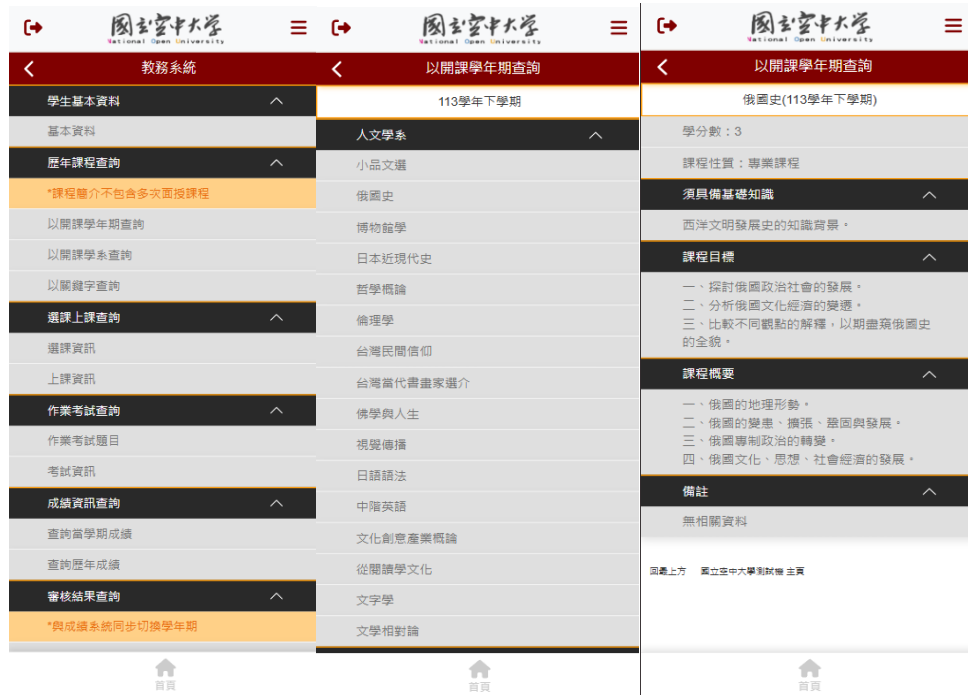 國立空中大学
National Open University
教務系統
學生基本資料
基本資料
歷年課程查詢
*課程簡介不包含多次面授課程
以開課學年期查詢
以開課學系查詢
以關鍵字查詢
選課上課查詢
選課資訊
上課資訊
作業考試查詢
作業考試題目
考試資訊
成績資訊查詢
查詢當學期成績
查詢歷年成績
審核結果查詢
*與成績系統同步切換學年期
首頁
國立空中大学
National Open University
以開課學年期查詢
113學年下學期
人文學系
小品文選
俄國史
博物館學
日本近現代史
哲學概論
倫理學
台灣民間信仰
台灣當代書畫家選介
佛學與人生
視覺傳播
日語語法
中階英語
文化創意產業概論
從閱讀學文化
文字學
文學相對論
首頁
國立空中大学
National Open University
以開課學年期查詢
俄國史(113學年下學期)
學分數：3
課程性質：專業課程
須具備基礎知識
西洋文明發展史的知識背景。
課程目標
一、探討俄國政治社會的發展。
二、分析俄國文化經濟的變遷。
三、比較不同觀點的解釋，以期盡窺俄國史
的全貌。
課程概要
一、俄國的地理形勢。
二、俄國的變患、擴張、鞏固與發展。
三、俄國專制政治的轉變。
四、俄國文化、思想、社會經濟的發展。
備註
無相關資料
回最上方 國立空中大學測試機 主頁
首頁